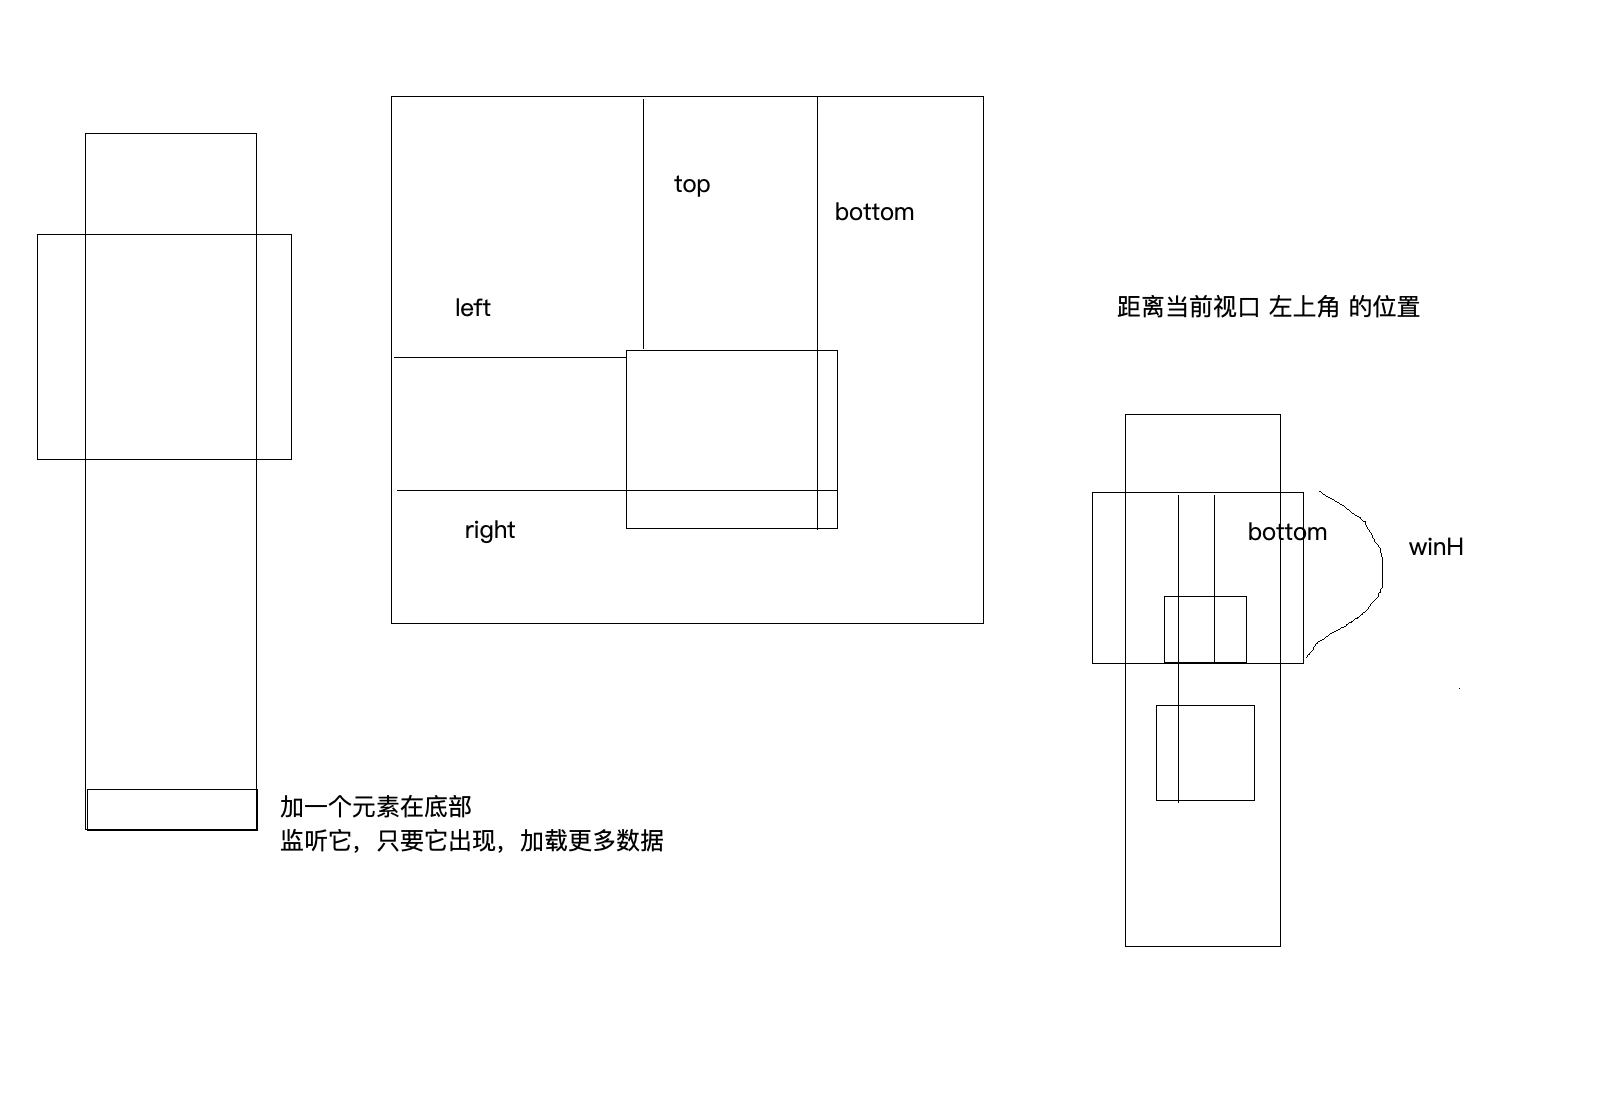 top
bottom
left
right
距离当前视口 左上角 的位置
bottom
winH
加一个元素在底部
监听它，只要它出现，加载更多数据